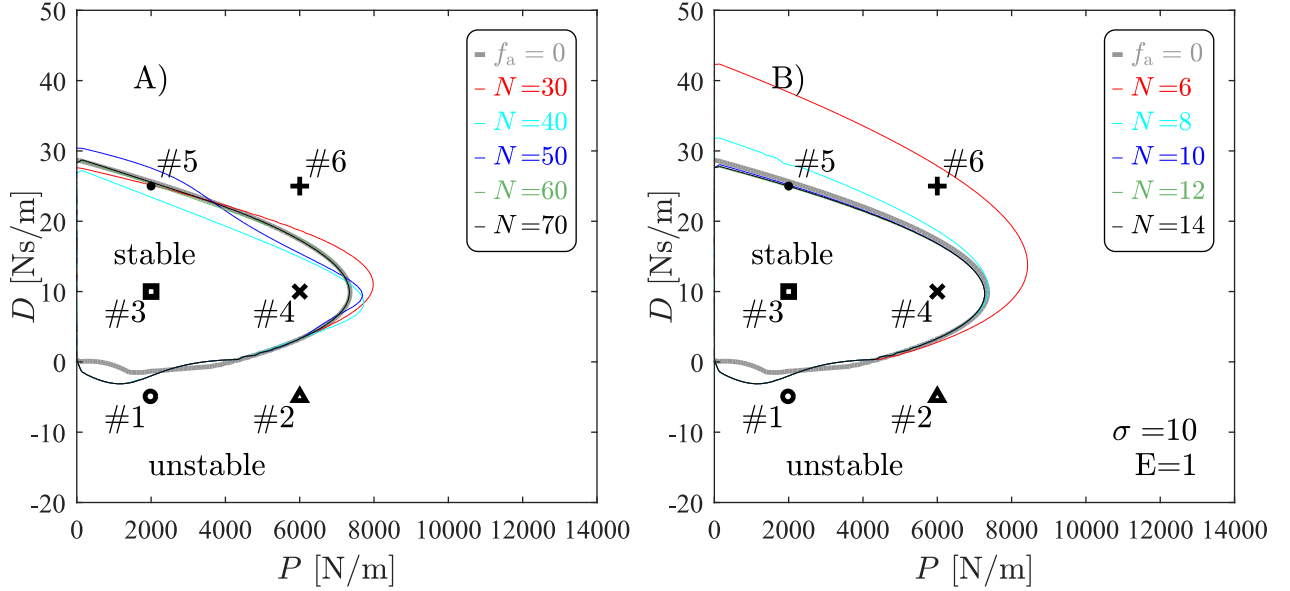 A)
f_a = 0
N=30
N=40
N=50
N=60
N=70
#5
#6
stable
#3
#4
#1
#2
unstable
50
40
30
20
10
0
-10
-20
D [Ns/m]
0 2000 4000 6000 8000 10000 12000 14000
P [N/m]
B)
f_a = 0
N=6
N=8
N=10
N=12
N=14
#5
#6
stable
#3
#4
#1
#2
σ=10
unstable
E=1
50
40
30
20
10
0
-10
-20
D [Ns/m]
0 2000 4000 6000 8000 10000 12000 14000
P [N/m]